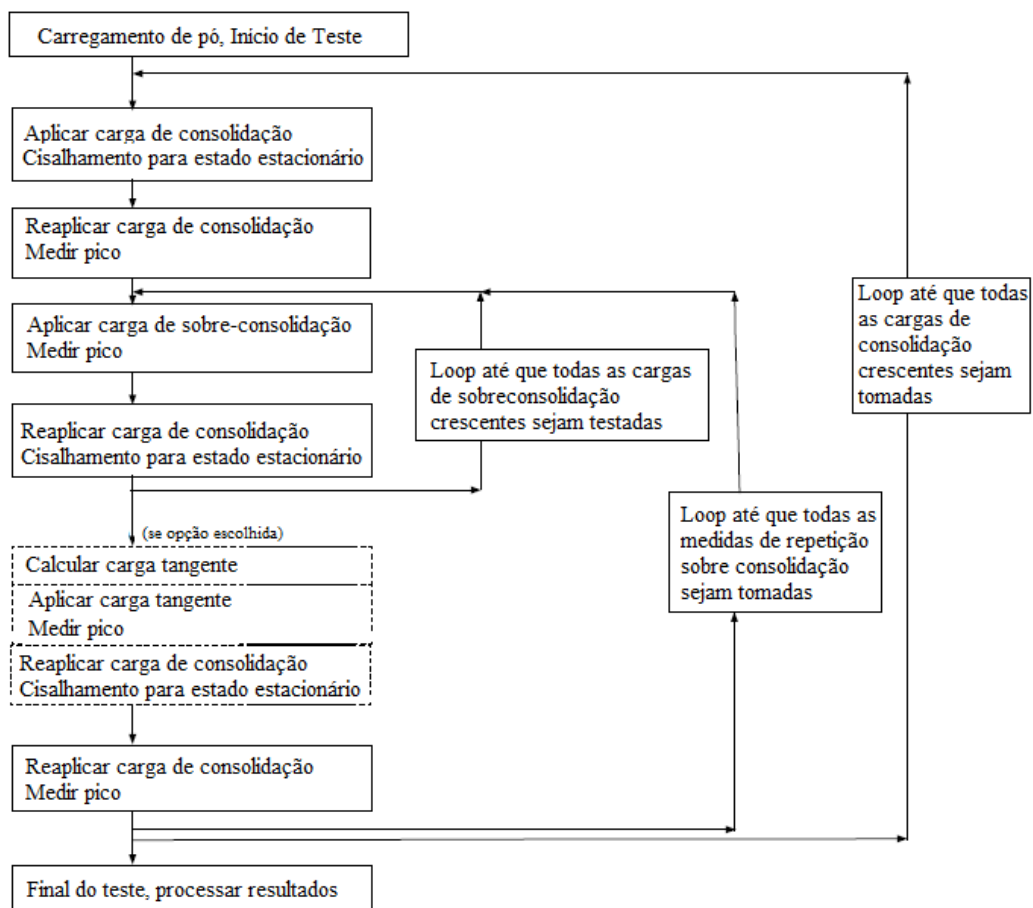 Carregamento de pó, Início de Teste
Aplicar carga de consolidação
Cisalhamento para estado estacionário
Reaplicar carga de consolidação
Medir pico
Aplicar carga de sobre-consolidação
Medir pico
Reaplicar carga de consolidação
Cisalhamento para estado estacionário
(se opção escolhida)
Calcular carga tangente
Aplicar carga tangente
Medir pico
Reaplicar carga de consolidação
Cisalhamento para estado estacionário
Reaplicar carga de consolidação
Medir pico
Final do teste, processar resultados
Loop até que todas as cargas
de sobreconsolidação
crescentes sejam testadas
Loop até que todas as
medidas de repetição
sobre consolidação
sejam tomadas
Loop até que todas
as cargas de
consolidação
crescentes sejam
tomadas